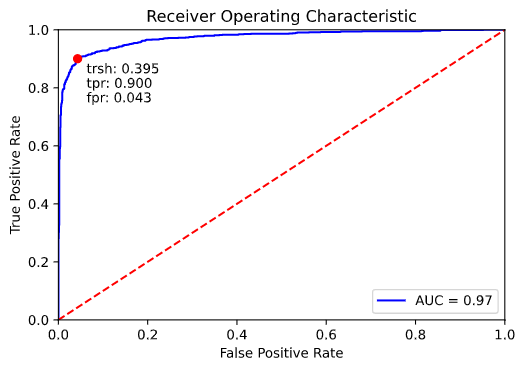 Receiver Operating Characteristic
1.0
0.8
0.6
0.4
0.2
0.0
True Positive Rate
trsh: 0.395
tpr: 0.900
fpr: 0.043
AUC = 0.97
0.0 0.2 0.4 0.6 0.8 1.0
False Positive Rate